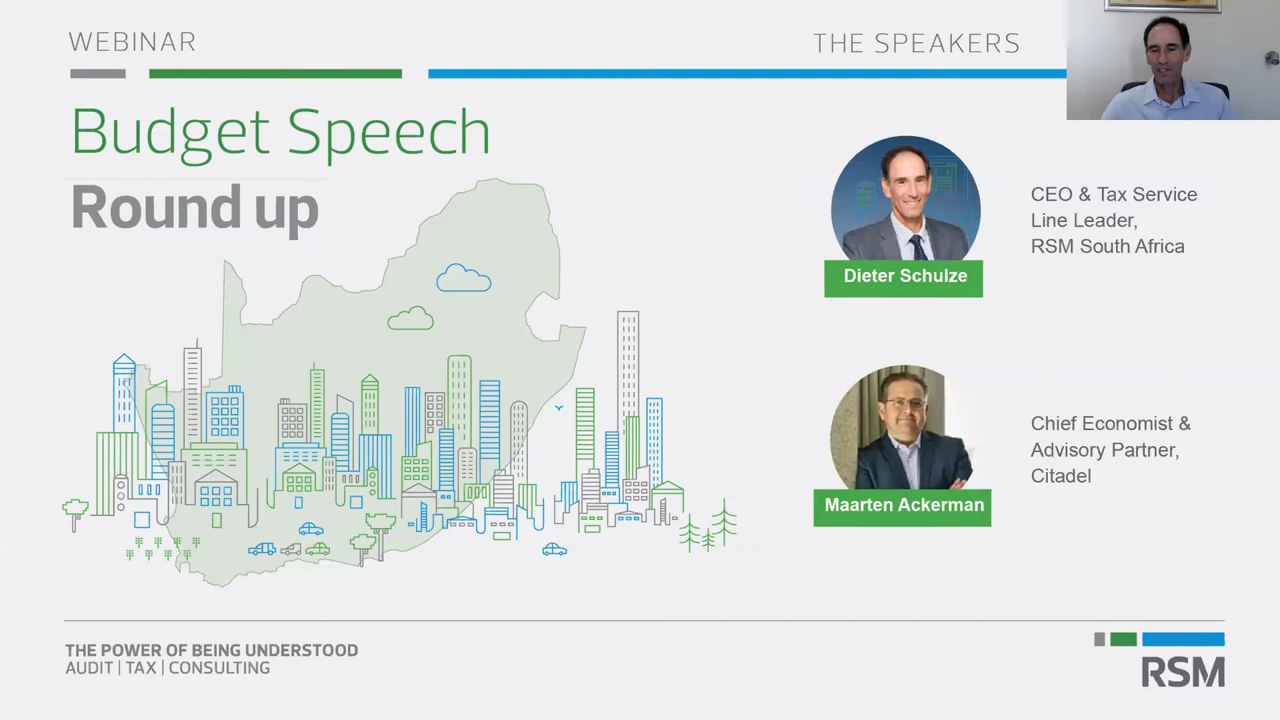 WEBINAR
THE SPEAKERS
Budget Speech
Round up
Dieter Schulze
CEO & Tax Service
Line Leader,
RSM South Africa
Maarten Ackerman
Chief Economist &
Advisory Partner,
Citadel
THE POWER OF BEING UNDERSTOOD
AUDIT | TAX | CONSULTING
RSM